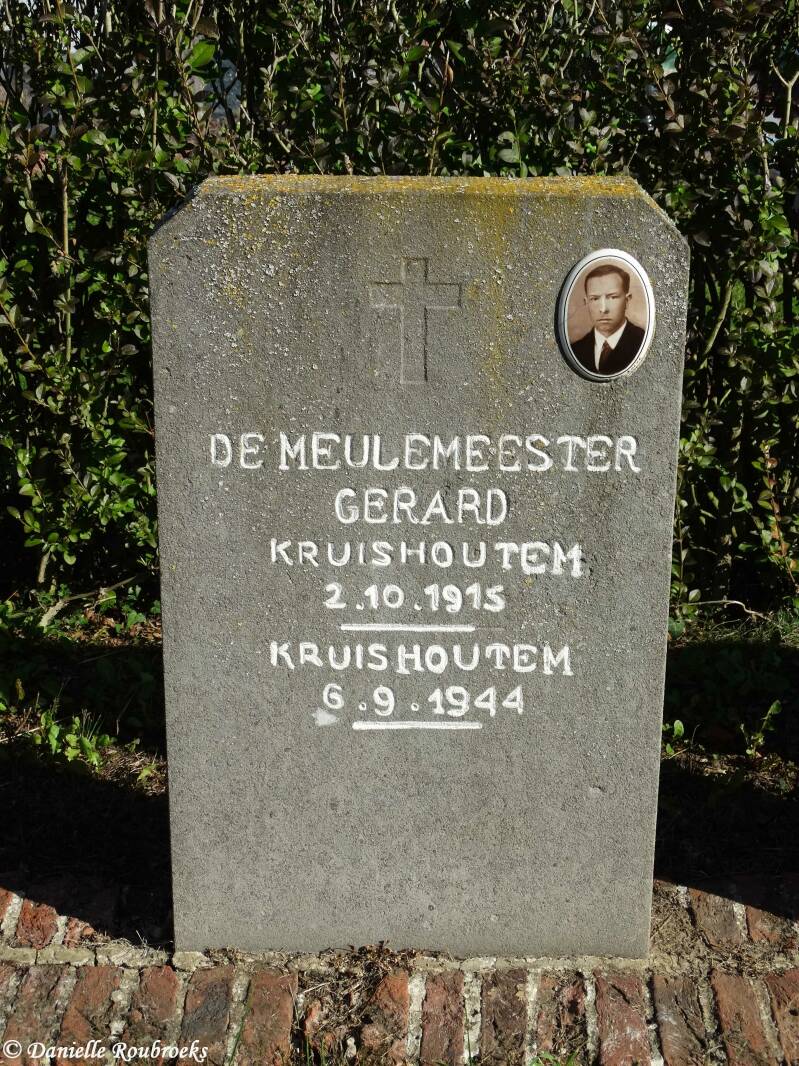 DE MEULEMEESTER
GERARD
KRUISHOUTEM
2.10.1915
KRUISHOUTEM
6.9.1944
© Danielle Roubroeks